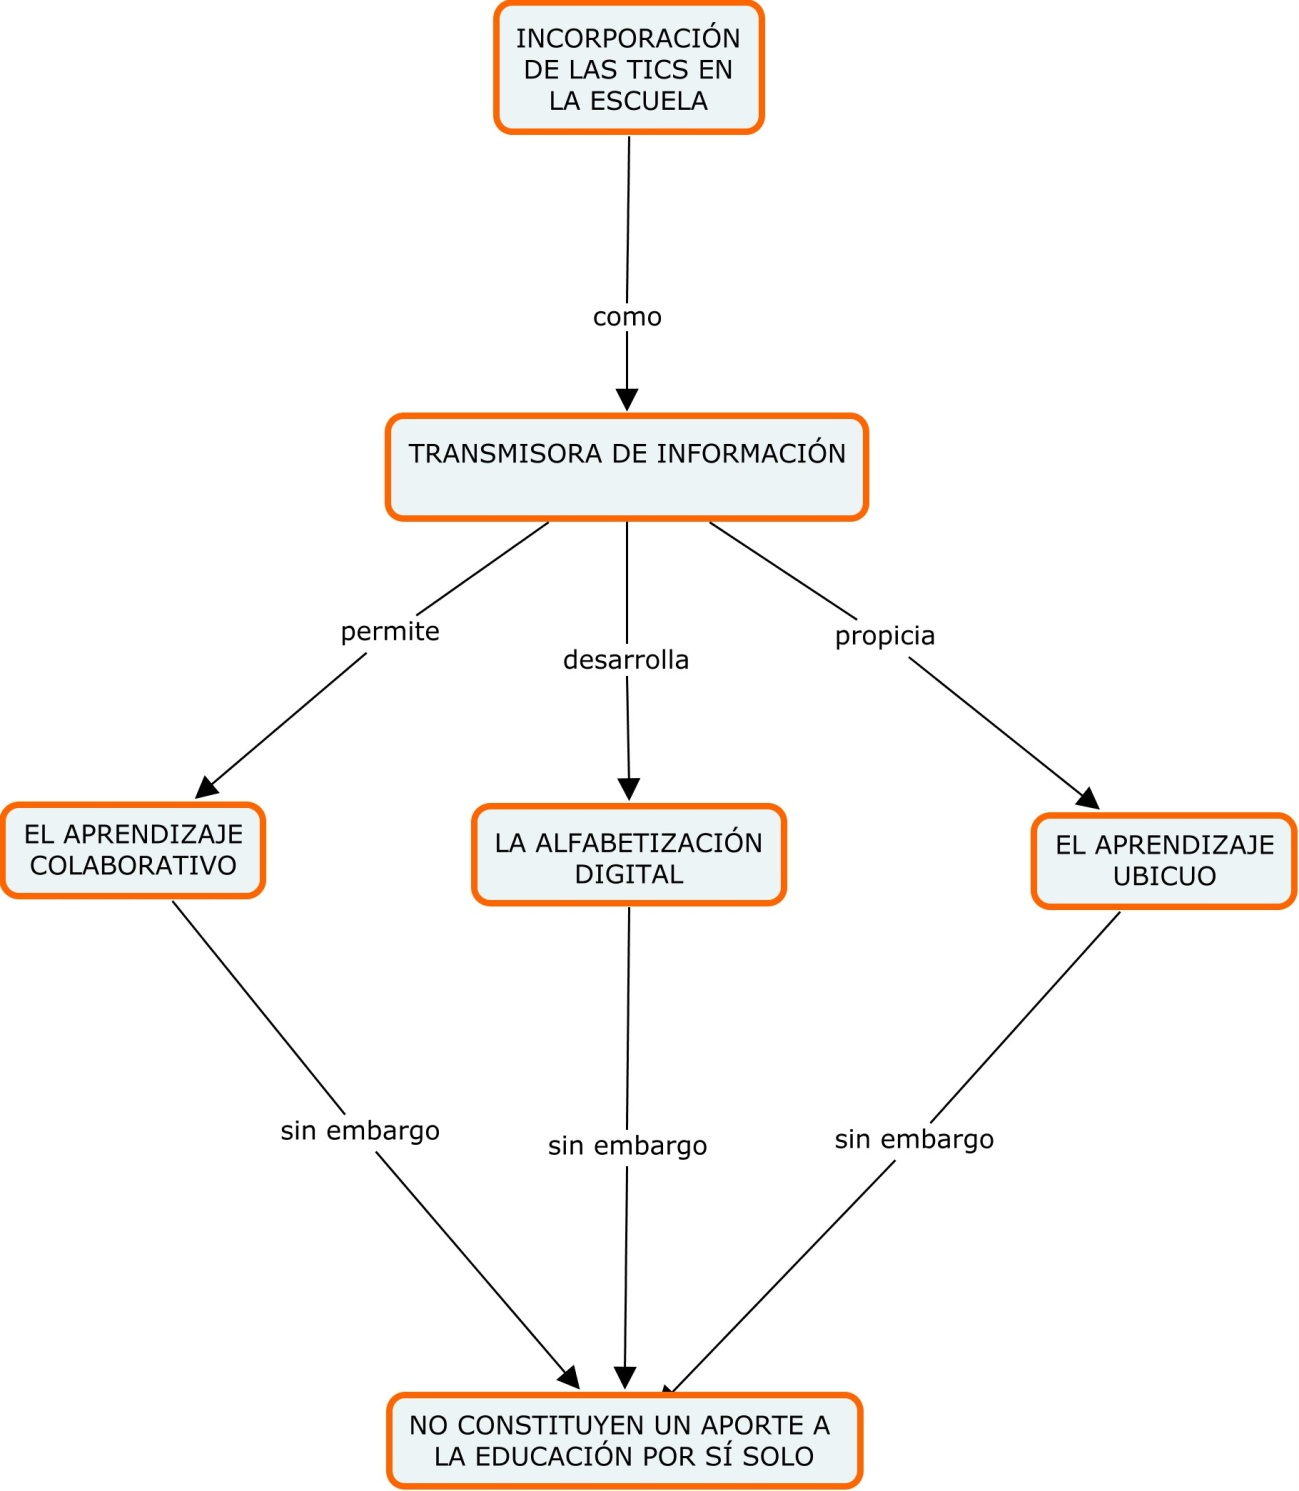 INCORPORACIÓN
DE LAS TICS EN
LA ESCUELA
como
TRANSMISORA DE INFORMACIÓN
permite
desarrolla
propicia
EL APRENDIZAJE
COLABORATIVO
LA ALFABETIZACIÓN
DIGITAL
EL APRENDIZAJE
UBICUO
sin embargo
sin embargo
sin embargo
NO CONSTITUYEN UN APORTE A
LA EDUCACIÓN POR SÍ SOLO